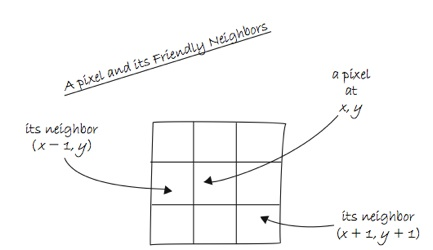 A pixel and its Friendly Neighbors
a pixel
at
x, y
its neighbor
(x – 1, y)
its neighbor
(x + 1, y + 1)